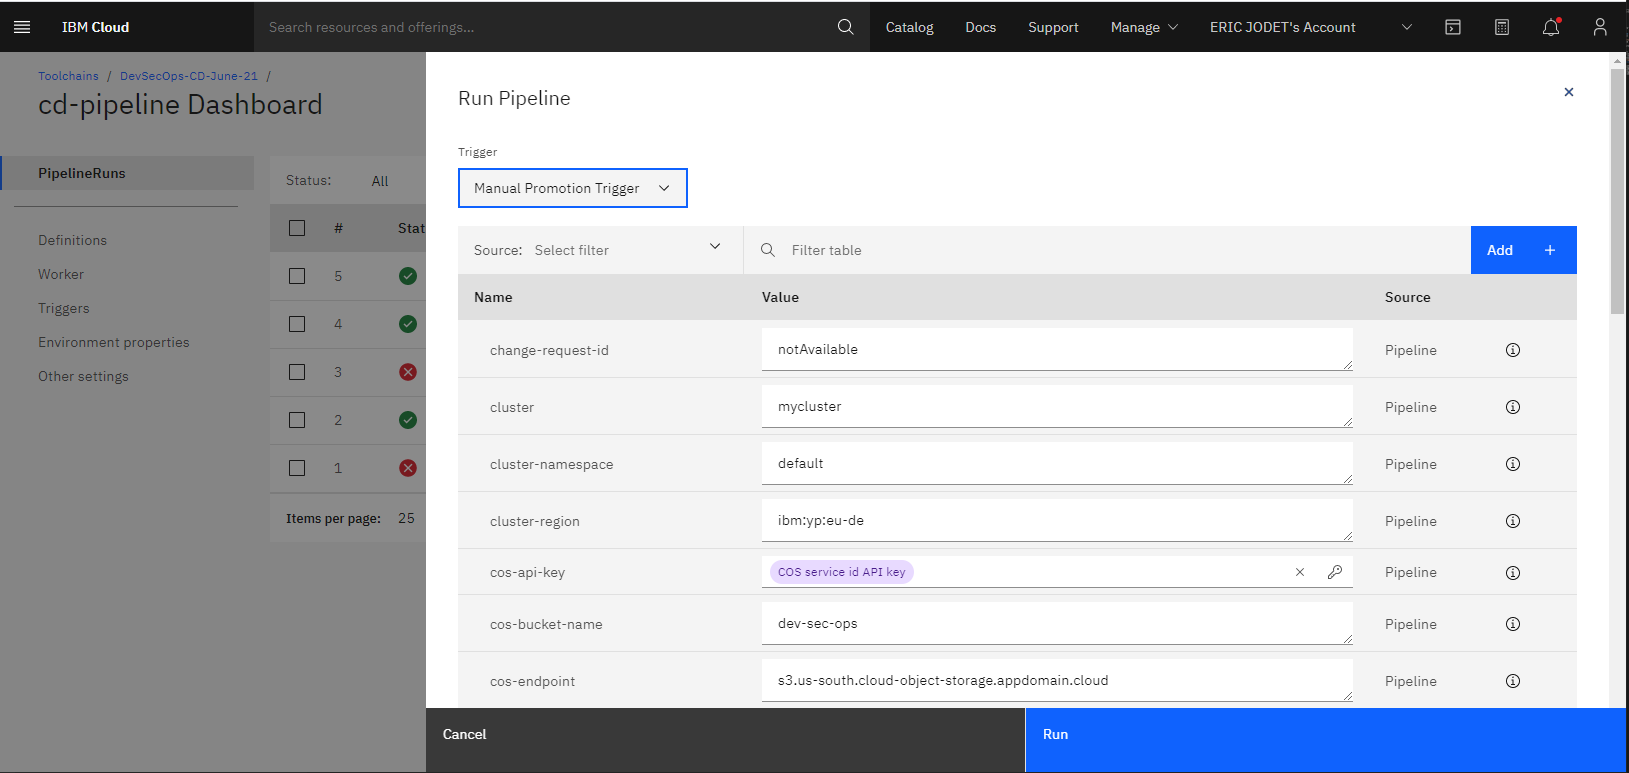 IBM Cloud
Search resources and offerings...
Catalog
Docs
Support
Manage
ERIC JODET's Account
Toolchains / DevSecOps-CD-June-21 /
cd-pipeline Dashboard
PipelineRuns
Definitions
Worker
Triggers
Environment properties
Other settings
Status: All
# Stat
5
4
3
2
1
Items per page: 25
Run Pipeline
Trigger
Manual Promotion Trigger
Source: Select filter
Filter table
Add +
Name Value Source
change-request-id notAvailable Pipeline
cluster mycluster Pipeline
cluster-namespace default Pipeline
cluster-region ibm:yp:eu-de Pipeline
cos-api-key COS service id API key Pipeline
cos-bucket-name dev-sec-ops Pipeline
cos-endpoint s3.us-south.cloud-object-storage.appdomain.cloud Pipeline
Cancel
Run